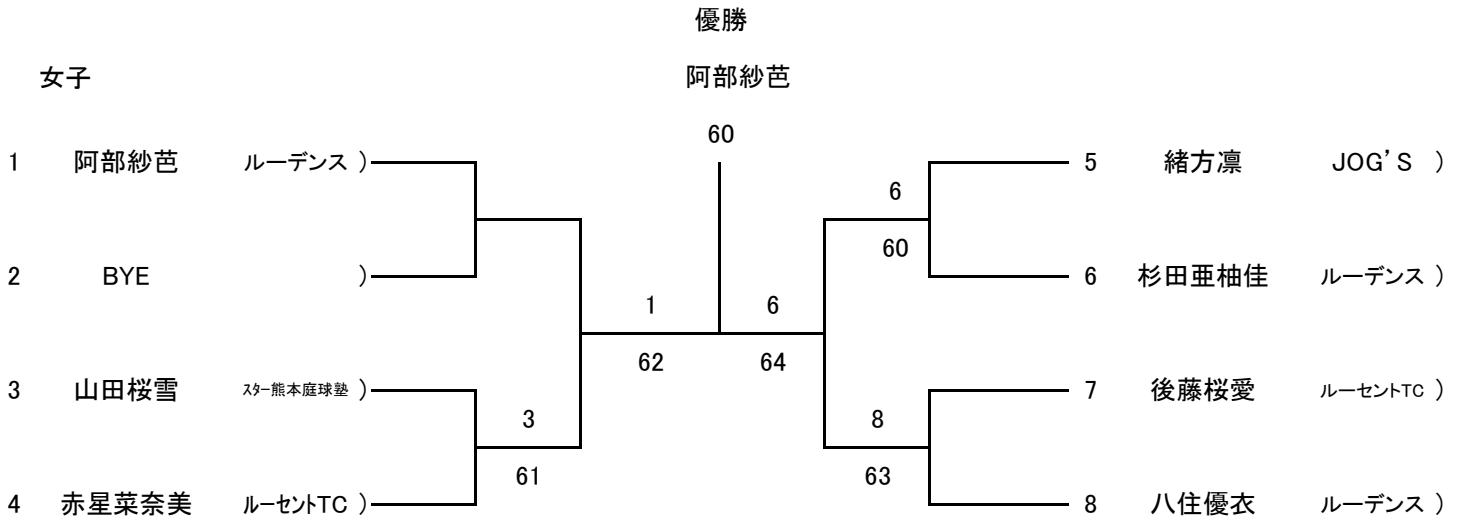 優勝
女子
阿部紗芭
60
1 阿部紗芭 ルーデンス )
5 緒方凛 JOG'S )
6
60
2 BYE )
6 杉田亜柚佳 ルーデンス )
1 6
62 64
3 山田桜雪 スター熊本庭球塾 )
7 後藤桜愛 ルーセントTC )
3 8
61 63
4 赤星菜奈美 ルーセントTC )
8 八住優衣 ルーデンス )